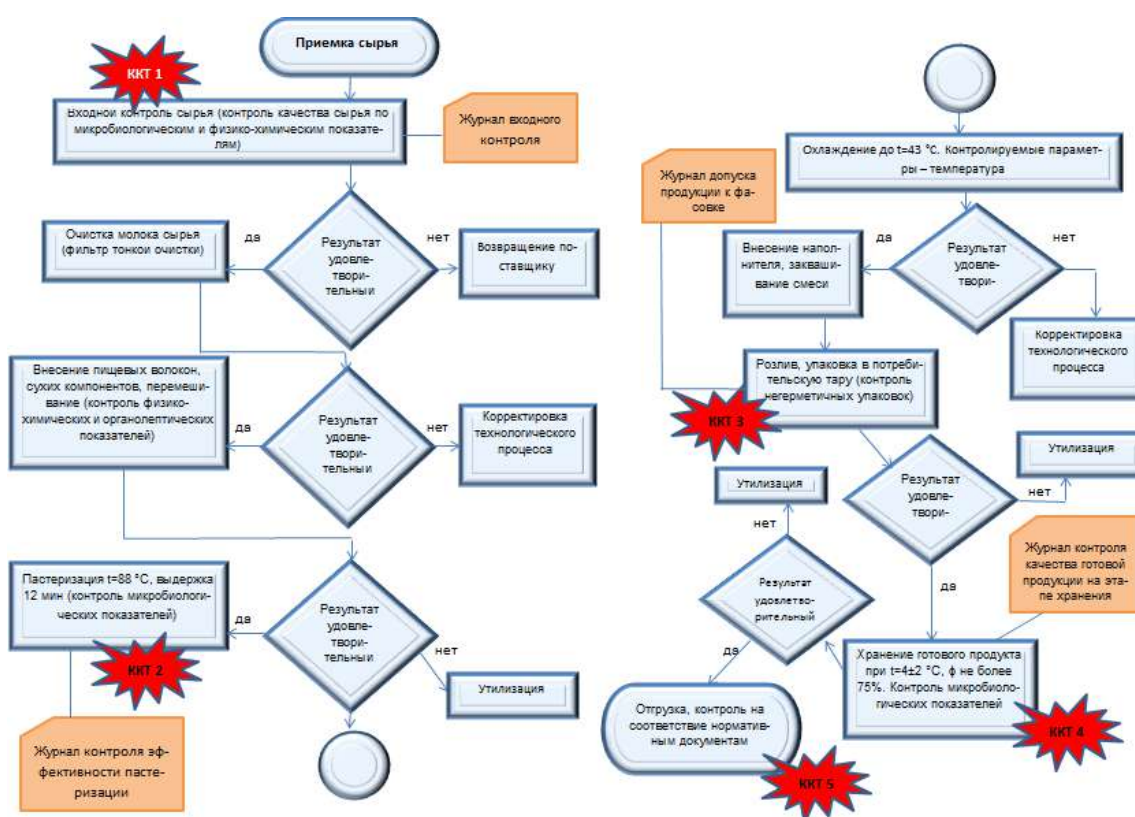 Приемка сырья
ККТ 1
Входной контроль сырья (контроль качества сырья по
микробиологическим и физико-химическим показате-
лям)
Журнал входного
контроля
Результат
удовле-
твори-
тельный
да
нет
Очистка молока сырья
(фильтр тонкой очистки)
Возвращение по-
ставщику
Внесение пищевых волокон,
сухих компонентов, перемеши-
вание (контроль физико-
химических и органолептических
показателей)
Результат
удовле-
твори-
тельный
да
нет
Корректировка
технологического
процесса
Пастеризация t=88 °C, выдержка
12 мин (контроль микробиологи-
ческих показателей)
ККТ 2
Результат
удовле-
твори-
тельный
да
нет
Утилизация
Журнал контроля эф-
фективности пасте-
ризации
Охлаждение до t=43 °C. Контролируемые парамет-
ры – температура
Журнал допуска
продукции к фа-
совке
Внесение напол-
нителя, закваши-
вание смеси
да
Результат
удовле-
твори-
нет
Корректировка
технологического
процесса
Розлив, упаковка в потреби-
тельскую тару (контроль
негерметичных упаковок)
ККТ 3
Утилизация
нет
Результат
удовле-
твори-
нет
Утилизация
да
Журнал контроля
качества готовой
продукции на эта-
пе хранения
Результат
удовлетво-
рительный
да
Хранение готового продукта
при t=4±2 °C, ф не более
75%. Контроль микробиоло-
гических показателей
ККТ 4
Отгрузка, контроль на
соответствие норматив-
ным документам
ККТ 5